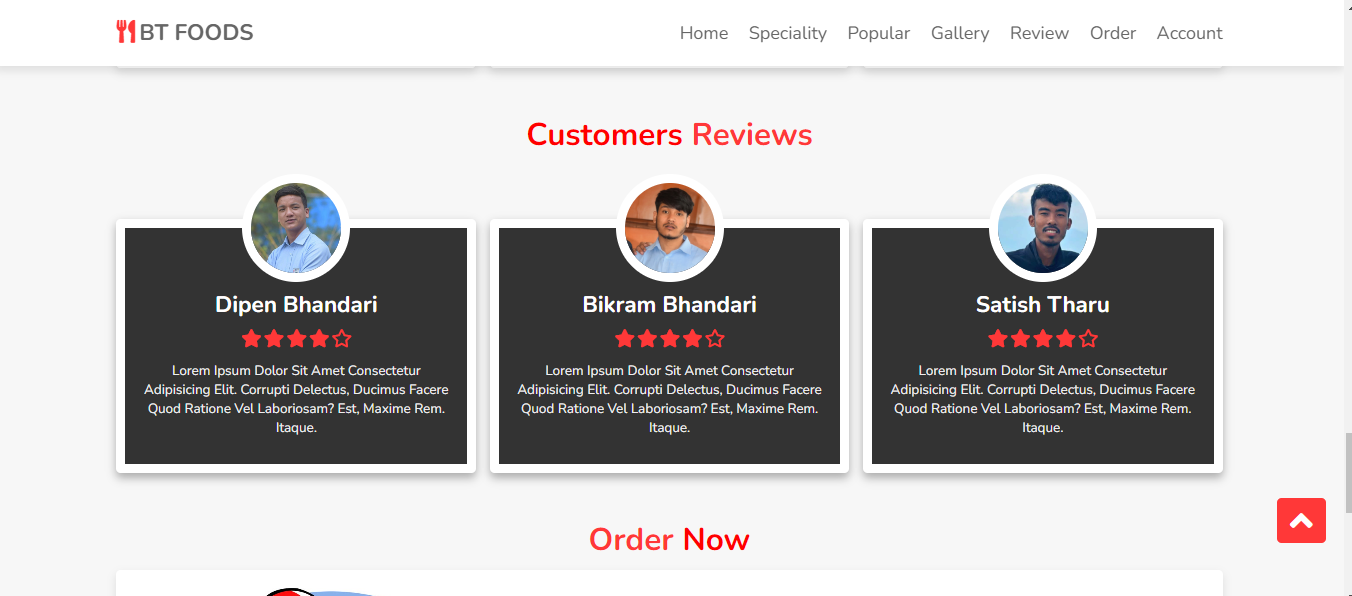 BT FOODS
Home Speciality Popular Gallery Review Order Account
Customers Reviews
Dipen Bhandari
Lorem Ipsum Dolor Sit Amet Consectetur
Adipisicing Elit. Corrupti Delectus, Ducimus Facere
Quod Ratione Vel Laboriosam? Est, Maxime Rem.
Itaque.
Bikram Bhandari
Lorem Ipsum Dolor Sit Amet Consectetur
Adipisicing Elit. Corrupti Delectus, Ducimus Facere
Quod Ratione Vel Laboriosam? Est, Maxime Rem.
Itaque.
Satish Tharu
Lorem Ipsum Dolor Sit Amet Consectetur
Adipisicing Elit. Corrupti Delectus, Ducimus Facere
Quod Ratione Vel Laboriosam? Est, Maxime Rem.
Itaque.
Order Now